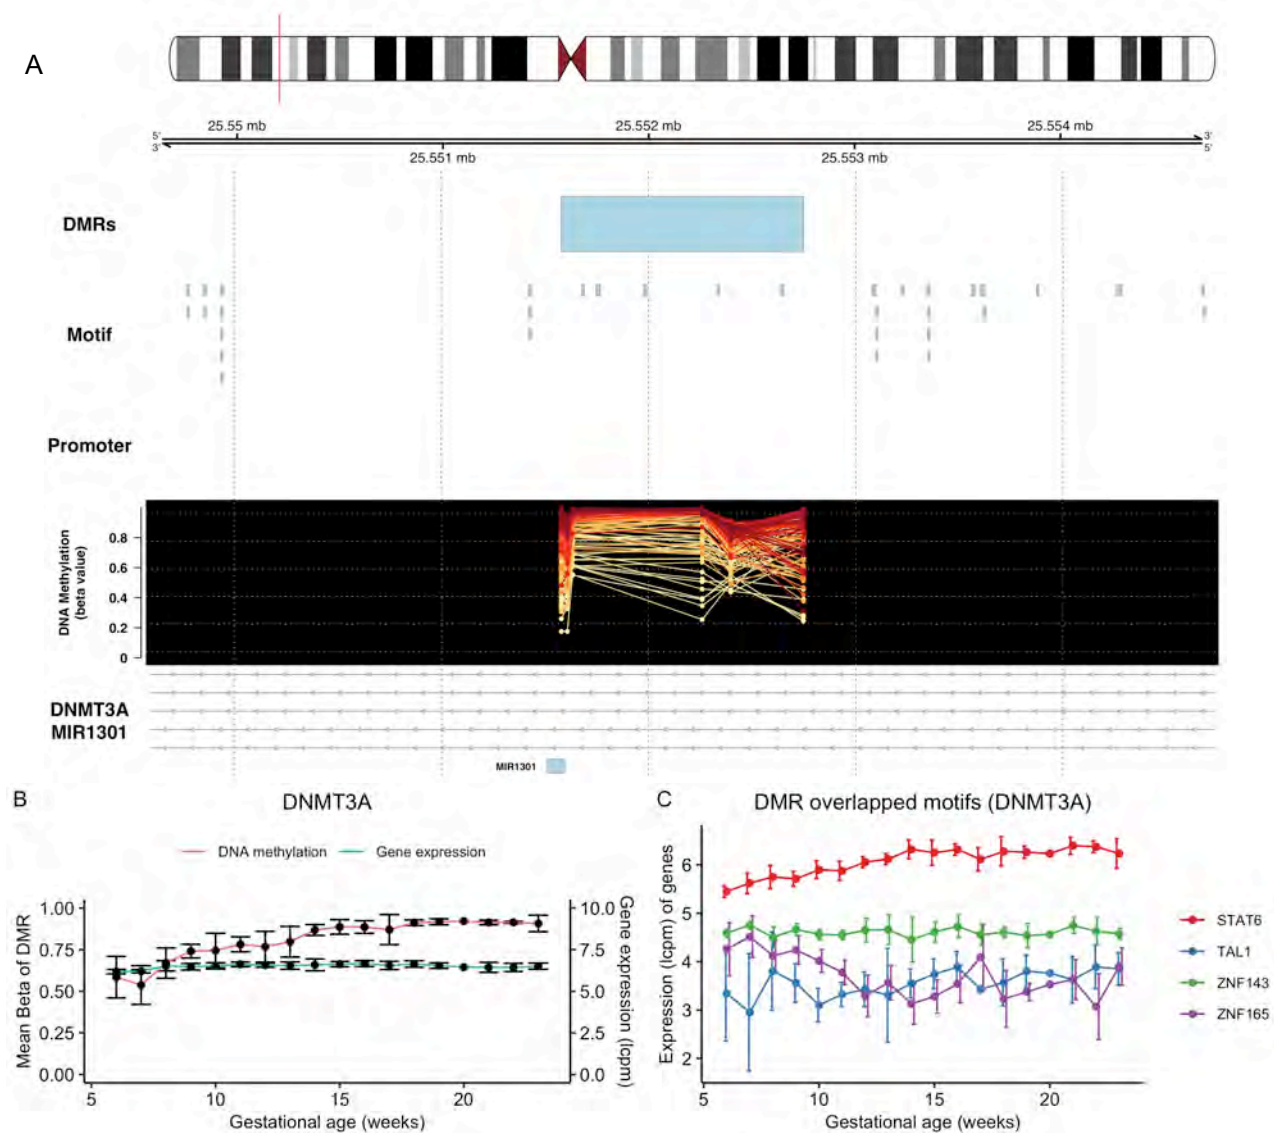 A
25.55 mb
25.552 mb
25.554 mb
5'
3'
3'
5'
25.551 mb
25.553 mb
DMRs
Motif
Promoter
DNA Methylation
(beta value)
0.8
0.6
0.4
0.2
0
DNMT3A
MIR1301
MIR1301
B
DNMT3A
DNA methylation
Gene expression
Mean Beta of DMR
1.00
0.75
0.50
0.25
0.00
10.0
7.5
5.0
2.5
0.0
Gene expression (lcpm)
5
10
15
20
Gestational age (weeks)
C
DMR overlapped motifs (DNMT3A)
Expression (lcpm) of genes
6
5
4
3
2
5
10
15
20
Gestational age (weeks)
STAT6
TAL1
ZNF143
ZNF165